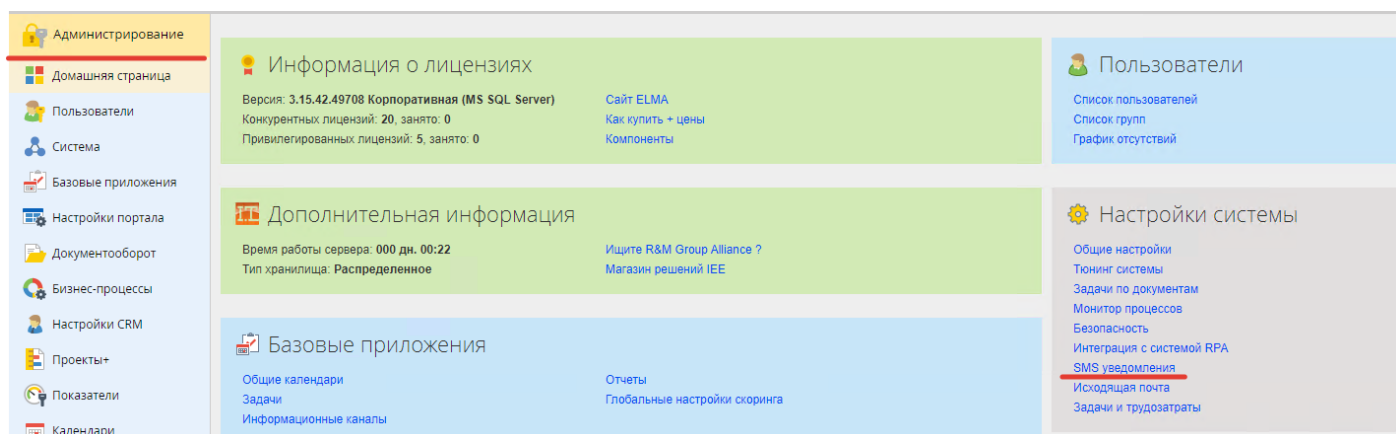 Администрирование
Домашняя страница
Пользователи
Система
Базовые приложения
Настройки портала
Документооборот
Бизнес-процессы
Настройки CRM
Проекты+
Показатели
Календари
Информация о лицензиях
Версия: 3.15.42.49708 Корпоративная (MS SQL Server)
Конкурентных лицензий: 20, занято: 0
Привилегированных лицензий: 5, занято: 0
Сайт ELMA
Как купить + цены
Компоненты
Пользователи
Список пользователей
Список групп
График отсутствий
Дополнительная информация
Время работы сервера: 000 дн. 00:22
Тип хранилища: Распределенное
Ищите R&M Group Alliance ?
Магазин решений IEE
Настройки системы
Общие настройки
Тюнинг системы
Задачи по документам
Монитор процессов
Безопасность
Интеграция с системой RPA
SMS уведомления
Исходящая почта
Задачи и трудозатраты
Базовые приложения
Общие календари
Задачи
Информационные каналы
Отчеты
Глобальные настройки скоринга